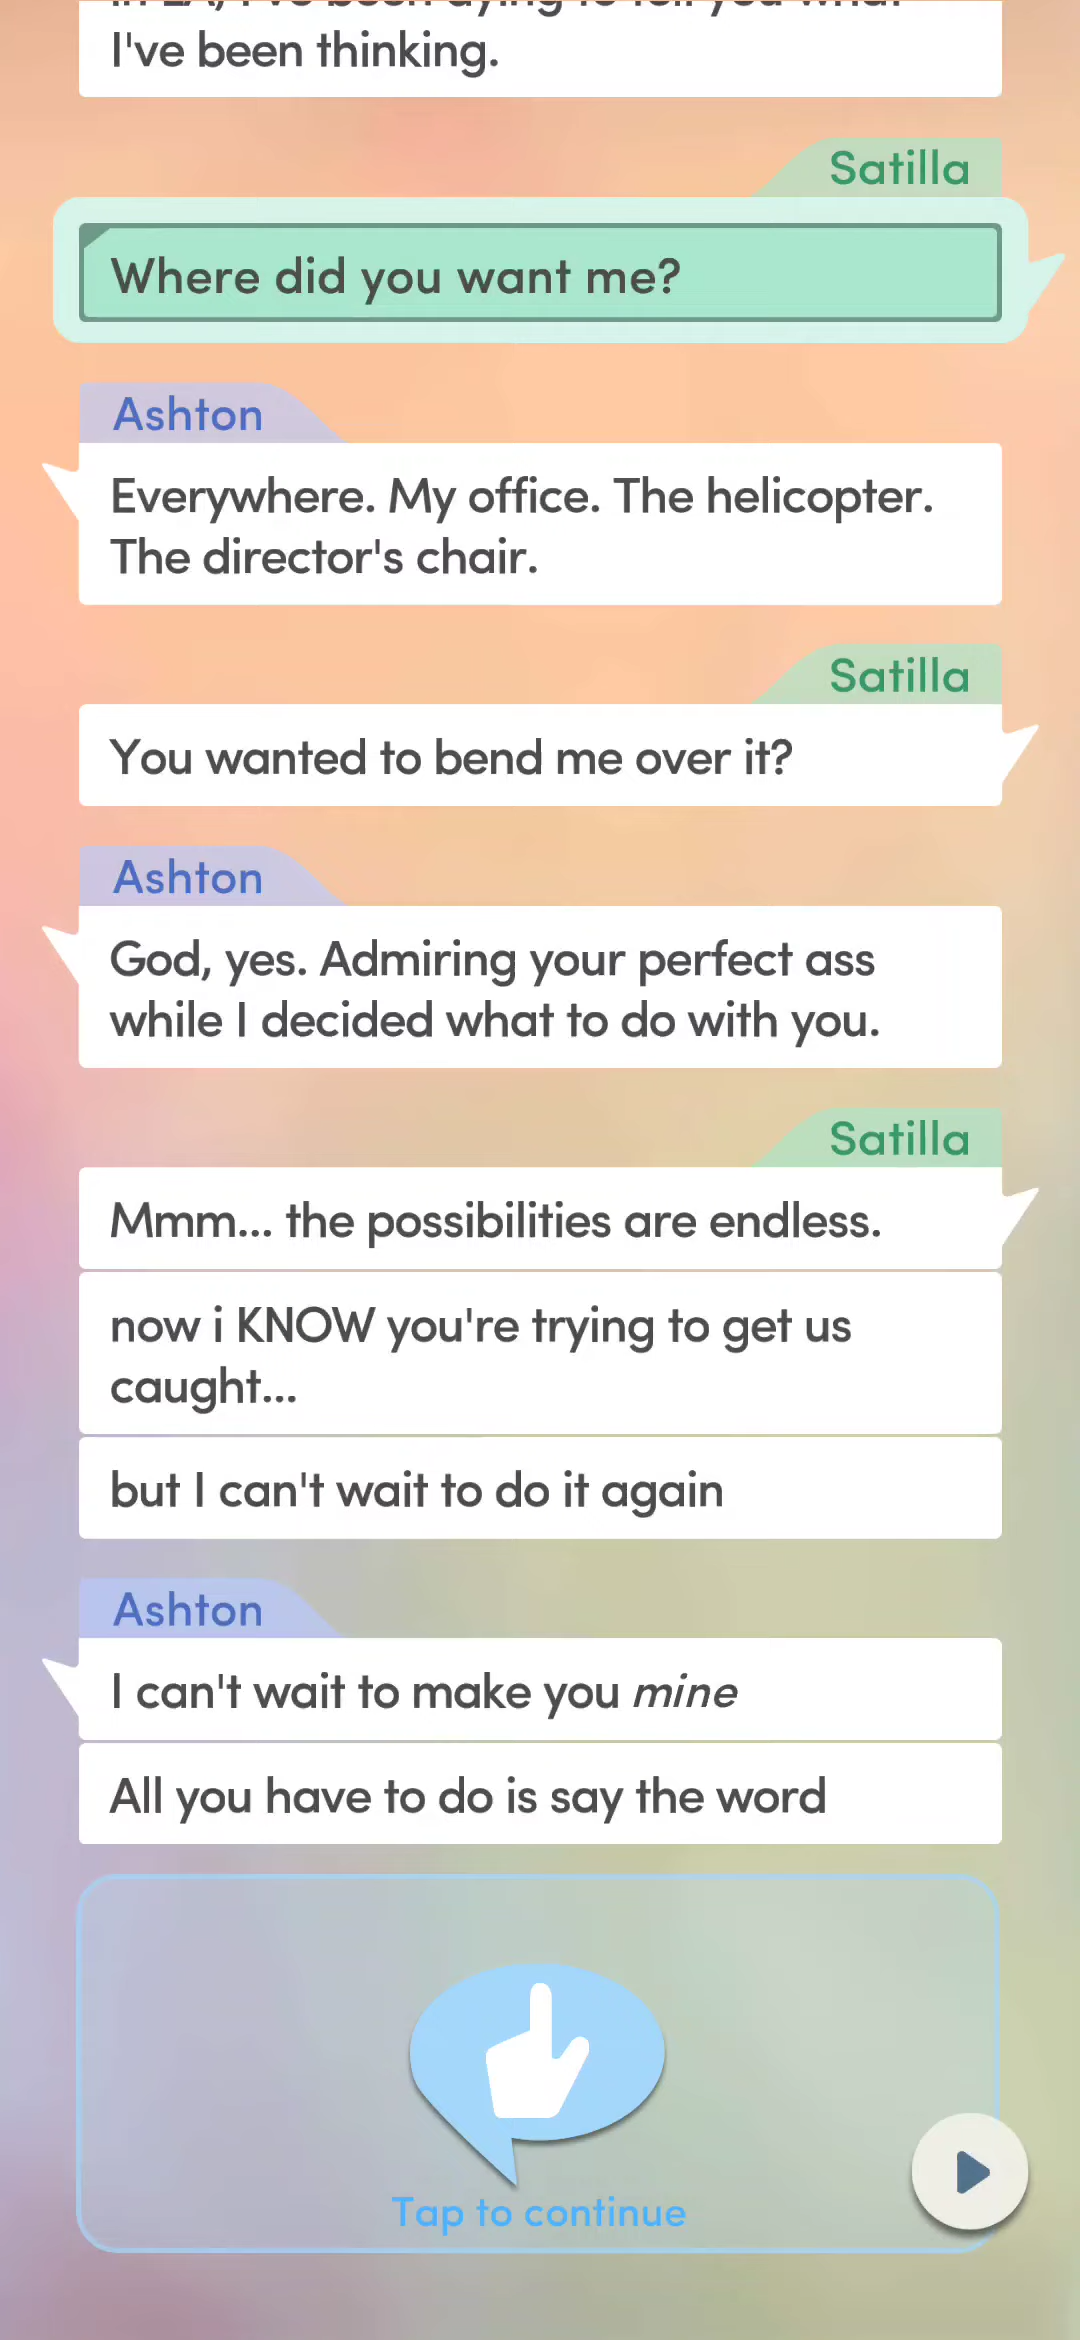 I've been thinking.
Satilla
Where did you want me?
Ashton
Everywhere. My office. The helicopter.
The director's chair.
Satilla
You wanted to bend me over it?
Ashton
God, yes. Admiring your perfect ass
while I decided what to do with you.
Satilla
Mmm... the possibilities are endless.
now i KNOW you're trying to get us
caught...
but I can't wait to do it again
Ashton
I can't wait to make you mine
All you have to do is say the word
Tap to continue